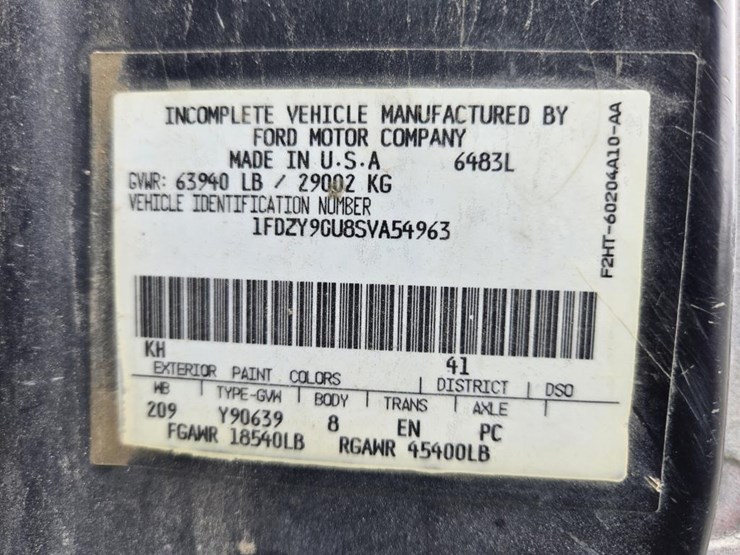 INCOMPLETE VEHICLE MANUFACTURED BY
FORD MOTOR COMPANY
MADE IN U.S.A 6483L
GVWR: 63940 LB / 29002 KG
VEHICLE IDENTIFICATION NUMBER
1FDZY9GU8SVA54963
F2HT-60204A10-AA
KH 41
EXTERIOR PAINT COLORS DISTRICT DSO
WB TYPE-GVW BODY TRANS AXLE
209 Y90639 8 EN PC
FGAWR 18540LB RGAWR 45400LB